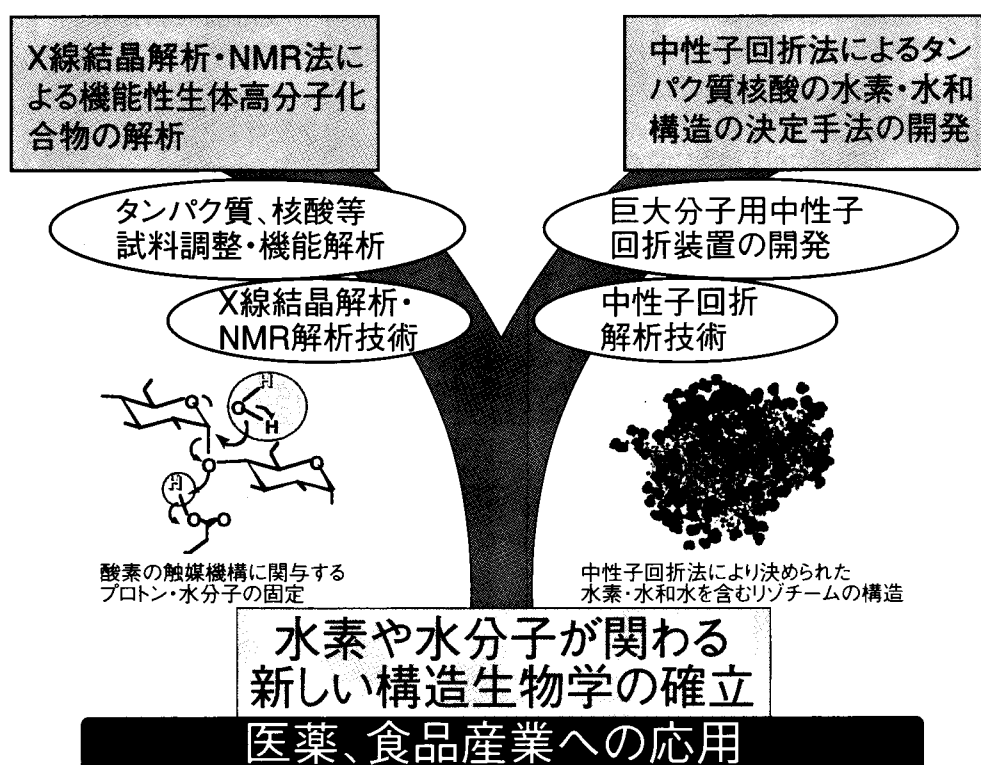 X線結晶解析・NMR法に
よる機能性生体高分子化
合物の解析
中性子回折法によるタン
パク質核酸の水素・水和
構造の決定手法の開発
タンパク質、核酸等
試料調整・機能解析
巨大分子用中性子
回折装置の開発
X線結晶解析・
NMR解析技術
中性子回折
解析技術
H
O
H
O
O
O
H
O
O
酸素の触媒機構に関与する
プロトン・水分子の固定
中性子回折法により決められた
水素・水和水を含むリゾチームの構造
水素や水分子が関わる
新しい構造生物学の確立
医薬、食品産業への応用